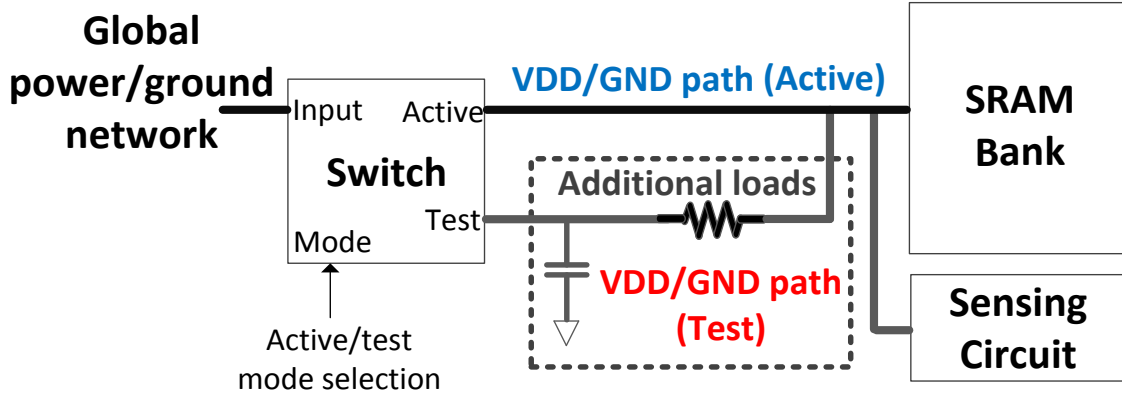 Global
power/ground
network
Input
Active
Switch
Test
Mode
Active/test
mode selection
VDD/GND path (Active)
Additional loads
VDD/GND path
(Test)
SRAM
Bank
Sensing
Circuit